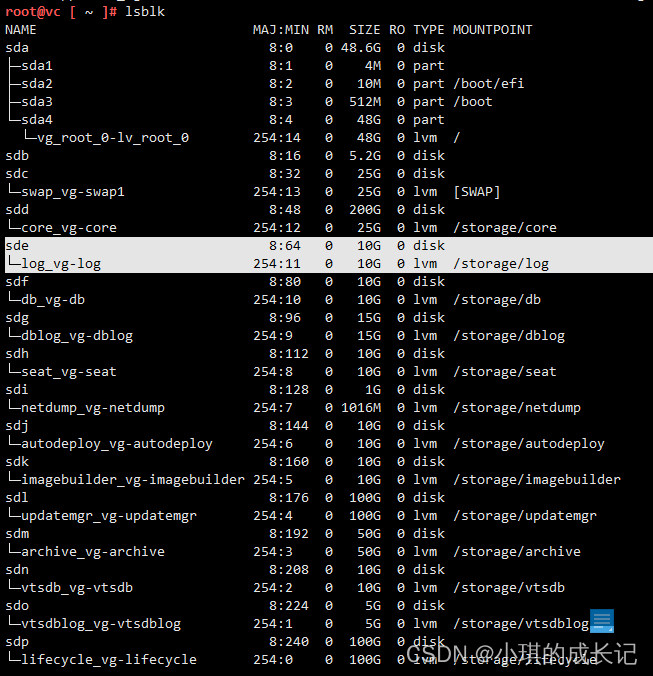 root@vc [ ~ ]# lsblk
NAME                           MAJ:MIN RM  SIZE RO TYPE MOUNTPOINT
sda                              8:0    0 48.6G  0 disk
├─sda1                           8:1    0    4M  0 part
├─sda2                           8:2    0   10M  0 part /boot/efi
├─sda3                           8:3    0  512M  0 part /boot
└─sda4                           8:4    0   48G  0 part
  └─vg_root_0-lv_root_0        254:14   0   48G  0 lvm  /
sdb                              8:16   0  5.2G  0 disk
sdc                              8:32   0   25G  0 disk
└─swap_vg-swap1                254:13   0   25G  0 lvm  [SWAP]
sdd                              8:48   0  200G  0 disk
└─core_vg-core                 254:12   0   25G  0 lvm  /storage/core
sde                              8:64   0   10G  0 disk
└─log_vg-log                   254:11   0   10G  0 lvm  /storage/log
sdf                              8:80   0   10G  0 disk
└─db_vg-db                     254:10   0   10G  0 lvm  /storage/db
sdg                              8:96   0   15G  0 disk
└─dblog_vg-dblog               254:9    0   15G  0 lvm  /storage/dblog
sdh                              8:112  0   10G  0 disk
└─seat_vg-seat                 254:8    0   10G  0 lvm  /storage/seat
sdi                              8:128  0    1G  0 disk
└─netdump_vg-netdump           254:7    0 1016M  0 lvm  /storage/netdump
sdj                              8:144  0   10G  0 disk
└─autodeploy_vg-autodeploy     254:6    0   10G  0 lvm  /storage/autodeploy
sdk                              8:160  0   10G  0 disk
└─imagebuilder_vg-imagebuilder 254:5    0   10G  0 lvm  /storage/imagebuilder
sdl                              8:176  0  100G  0 disk
└─updatemgr_vg-updatemgr       254:4    0  100G  0 lvm  /storage/updatemgr
sdm                              8:192  0   50G  0 disk
└─archive_vg-archive           254:3    0   50G  0 lvm  /storage/archive
sdn                              8:208  0   10G  0 disk
└─vtsdb_vg-vtsdb               254:2    0   10G  0 lvm  /storage/vtsdb
sdo                              8:224  0    5G  0 disk
└─vtsdblog_vg-vtsdblog         254:1    0    5G  0 lvm  /storage/vtsdblog
sdp                              8:240  0  100G  0 disk
└─lifecycle_vg-lifecycle       254:0    0  100G  0 lvm  /storage/lifecycle
CSDN @小琪的成长记